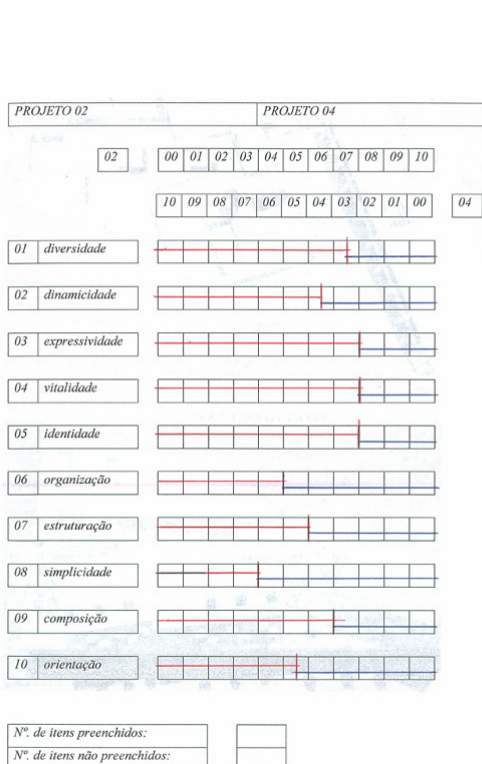 PROJETO 02 PROJETO 04
02 00 01 02 03 04 05 06 07 08 09 10
10 09 08 07 06 05 04 03 02 01 00 04
01 diversidade
02 dinamicidade
03 expressividade
04 vitalidade
05 identidade
06 organização
07 estruturação
08 simplicidade
09 composição
10 orientação
Nº. de itens preenchidos:
Nº. de itens não preenchidos: